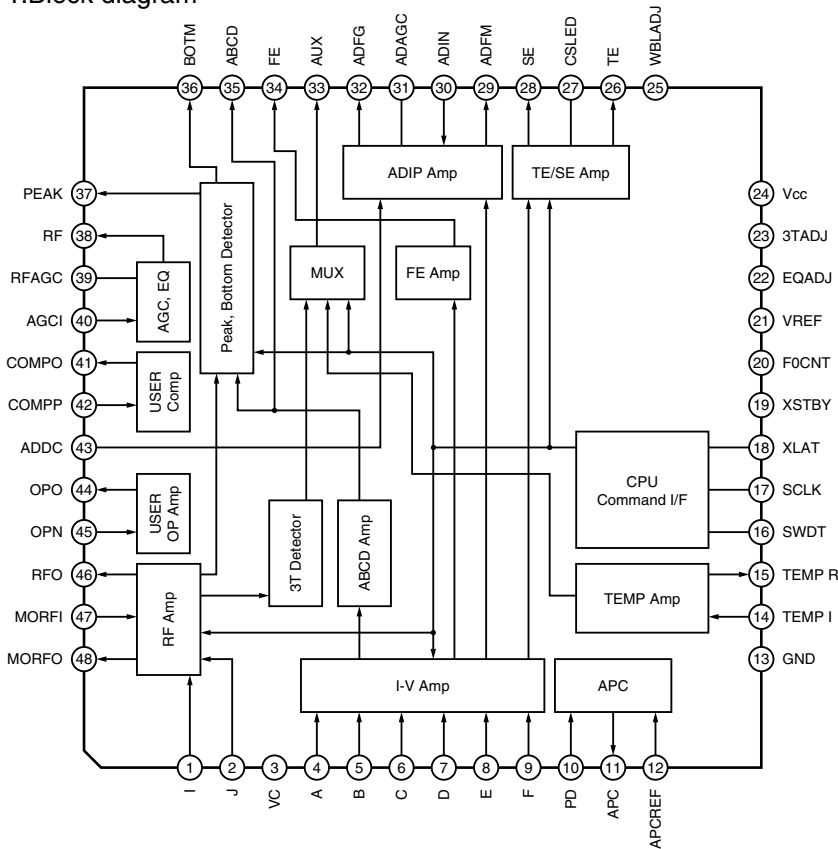 1.Block diagram
BOTM
ABCD
FE
AUX
ADFG
ADAGC
ADIN
ADFM
SE
CSLED
TE
WBLADJ
36
35
34
33
32
31
30
29
28
27
26
25
PEAK 37
RF 38
RFAGC 39
AGCI 40
COMPO 41
COMPP 42
ADDC 43
OPO 44
OPN 45
RFO 46
MORFI 47
MORFO 48
Peak, Bottom Detector
AGC, EQ
USER
Comp
USER
OP Amp
RF Amp
3T Detector
ABCD Amp
MUX
FE Amp
ADIP Amp
TE/SE Amp
CPU
Command I/F
TEMP Amp
I-V Amp
APC
24 Vcc
23 3TADJ
22 EQADJ
21 VREF
20 F0CNT
19 XSTBY
18 XLAT
17 SCLK
16 SWDT
15 TEMP R
14 TEMP I
13 GND
1
2
3
4
5
6
7
8
9
10
11
12
I
J
VC
A
B
C
D
E
F
PD
APC
APCREF